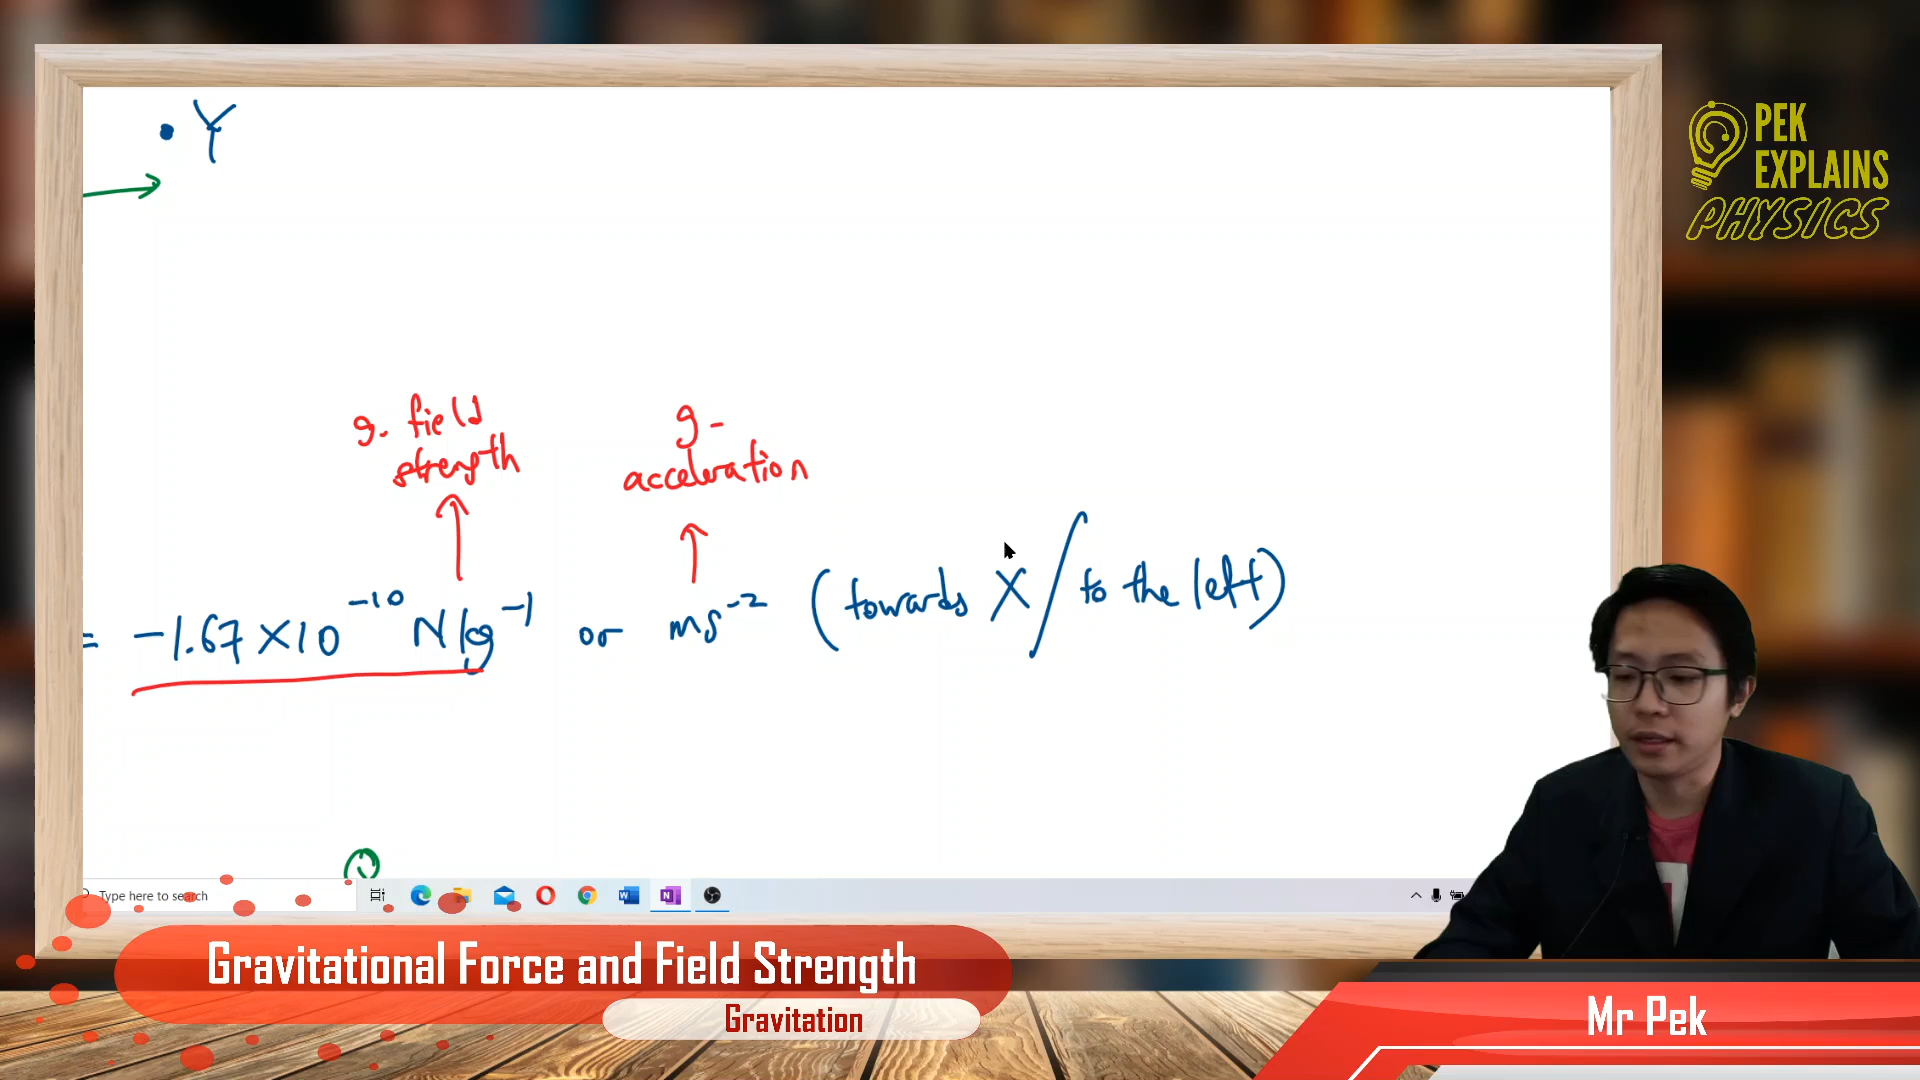 Y
PEK
EXPLAINS
PHYSICS
g. field
strength
g -
acceleration
= -1.67 × 10⁻¹⁰ N kg⁻¹ or ms⁻² (towards X / to the left)
Type here to search
Gravitational Force and Field Strength
Gravitation
Mr Pek